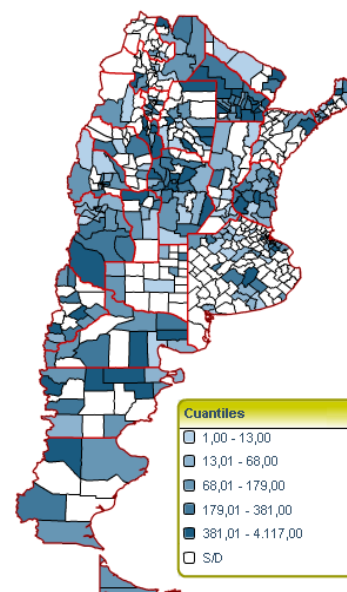 Cuantiles
1,00 - 13,00
13,01 - 68,00
68,01 - 179,00
179,01 - 381,00
381,01 - 4.117,00
S/D